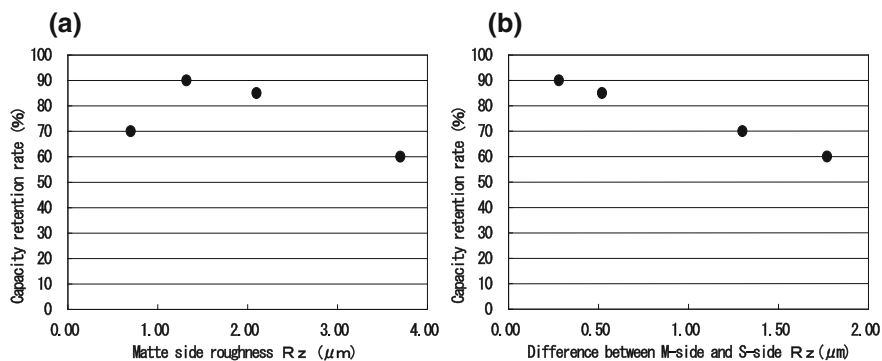 (a)
100
90
80
70
60
50
40
30
20
10
0
Capacity retention rate (%)
0.00 1.00 2.00 3.00 4.00
Matte side roughness Rz (μm)
(b)
100
90
80
70
60
50
40
30
20
10
0
Capacity retention rate (%)
0.00 0.50 1.00 1.50 2.00
Difference between M-side and S-side Rz(μm)